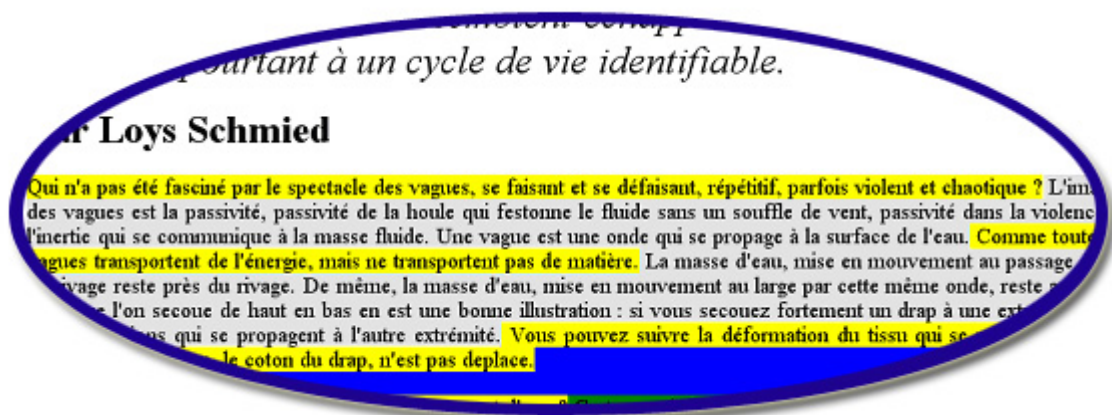 pourtant à un cycle de vie identifiable.
Loys Schmied
Qui n'a pas été fasciné par le spectacle des vagues, se faisant et se défaisant, répétitif, parfois violent et chaotique ? L'im
des vagues est la passivité, passivité de la houle qui festonne le fluide sans un souffle de vent, passivité dans la violenc
l'inertie qui se communique à la masse fluide. Une vague est une onde qui se propage à la surface de l'eau. Comme toute
vagues transportent de l'énergie, mais ne transportent pas de matière. La masse d'eau, mise en mouvement au passage
rivage reste près du rivage. De même, la masse d'eau, mise en mouvement au large par cette même onde, reste
l'on secoue de haut en bas en est une bonne illustration : si vous secouez fortement un drap à une ext
qui se propagent à l'autre extrémité. Vous pouvez suivre la déformation du tissu qui se
le coton du drap, n'est pas deplace.